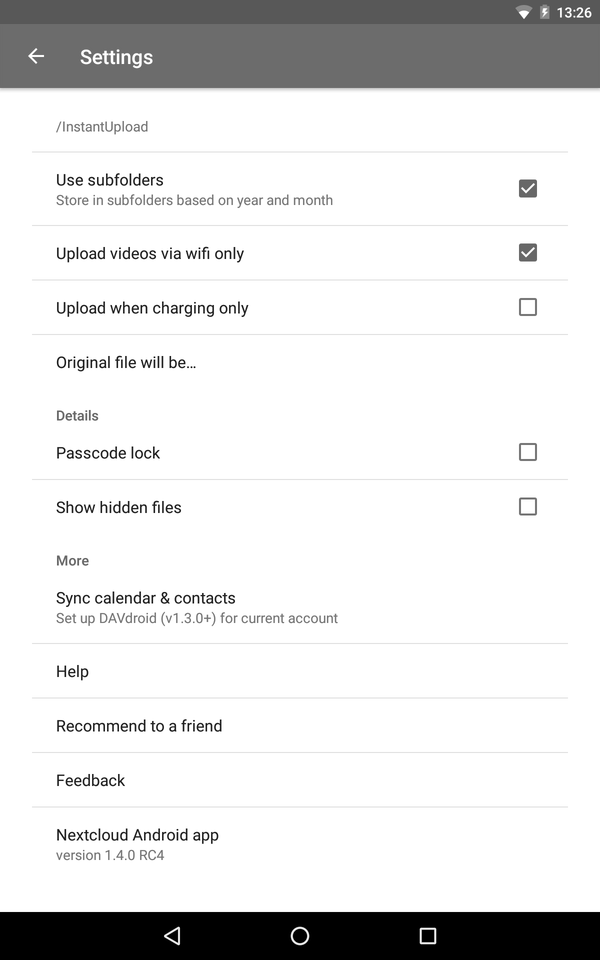 13:26
Settings
/InstantUpload
Use subfolders
Store in subfolders based on year and month
Upload videos via wifi only
Upload when charging only
Original file will be…
Details
Passcode lock
Show hidden files
More
Sync calendar & contacts
Set up DAVdroid (v1.3.0+) for current account
Help
Recommend to a friend
Feedback
Nextcloud Android app
version 1.4.0 RC4